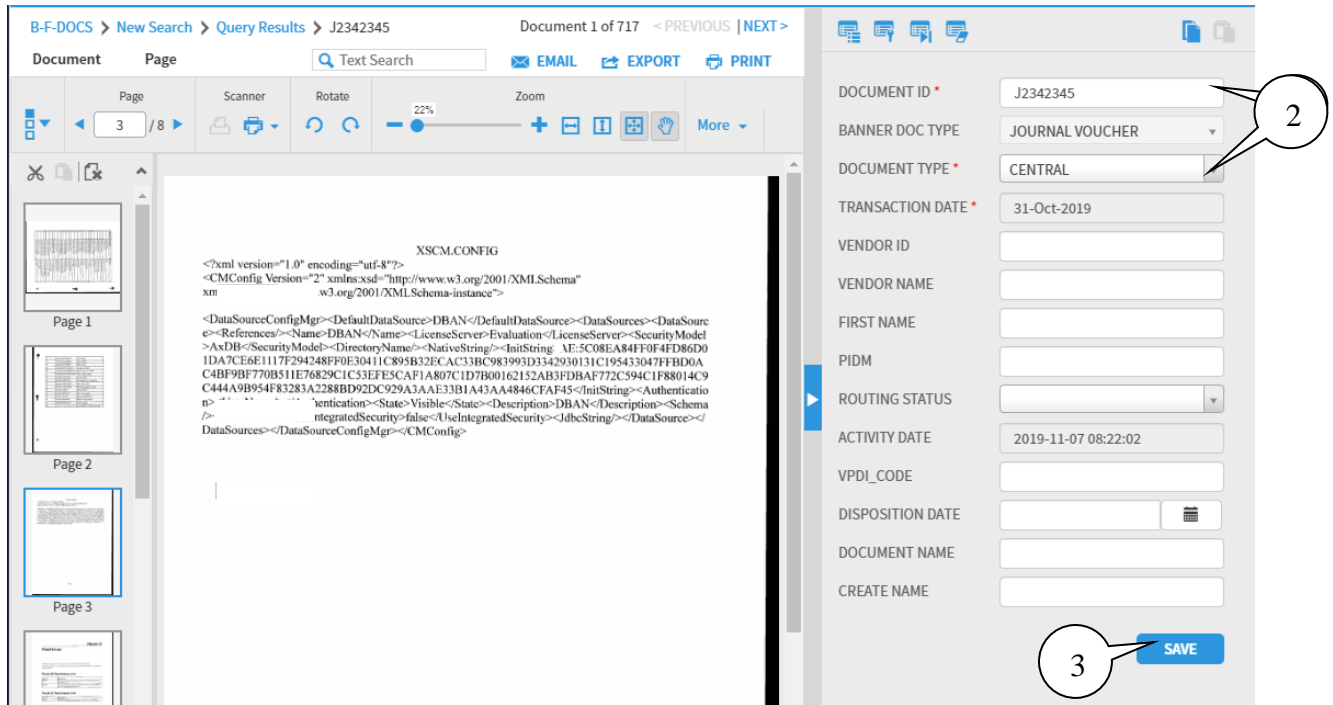 B-F-DOCS > New Search > Query Results > J2342345
Document 1 of 717 < PREVIOUS | NEXT >
Document Page
Text Search
EMAIL EXPORT PRINT
Page Scanner Rotate Zoom
3 / 8
22%
More
Page 1
Page 2
Page 3
XSCM.CONFIG
<?xml version="1.0" encoding="utf-8"?>
<CMConfig Version="2" xmlns:xsd="http://www.w3.org/2001/XMLSchema"
xm .w3.org/2001/XMLSchema-instance">
<DataSourceConfigMgr><DefaultDataSource>DBAN</DefaultDataSource><DataSources><DataSourc
e><References/><Name>DBAN</Name><LicenseServer>Evaluation</LicenseServer><SecurityModel
>AxDB</SecurityModel><DirectoryName/><NativeString/><InitString AE:5C08EA84FF0F4FD86D0
1DA7CE6E1117F294248FF0E30411C895B32ECAC33BC983993D3342930131C195433047FFBD0A
C4BF9BF770B511E76829C1C53EFE5CAF1A807C1D7B00162152AB3FDBAF772C594C1F88014C9
C444A9B954F83283A2288BD92DC929A3AAE33B1A43AA4846CFAF45</InitString><Authenticatio
n> hentication><State>Visible</State><Description>DBAN</Description><Schema
/> ntegratedSecurity>false</UseIntegratedSecurity><JdbcString/></DataSource></
DataSources></DataSourceConfigMgr></CMConfig>
DOCUMENT ID * J2342345
2
BANNER DOC TYPE JOURNAL VOUCHER
DOCUMENT TYPE * CENTRAL
TRANSACTION DATE * 31-Oct-2019
VENDOR ID
VENDOR NAME
FIRST NAME
PIDM
ROUTING STATUS
ACTIVITY DATE 2019-11-07 08:22:02
VPDI_CODE
DISPOSITION DATE
DOCUMENT NAME
CREATE NAME
SAVE
3